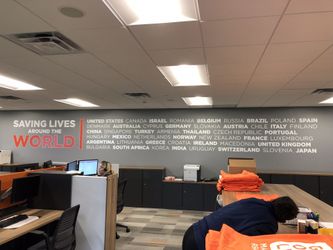 SAVING LIVES
AROUND THE
WORLD
UNITED STATES CANADA ISRAEL ROMANIA BELGIUM RUSSIA BRAZIL POLAND SPAIN
DENMARK AUSTRALIA CYPRUS GERMANY SLOVAKIA AUSTRIA CHILE ITALY FINLAND
CHINA SINGAPORE TURKEY ARMENIA THAILAND CZECH REPUBLIC PORTUGAL
HUNGARY MEXICO NETHERLANDS NORWAY NEW ZEALAND FRANCE LUXEMBOURG
ARGENTINA LITHUANIA GREECE CROATIA IRELAND MACEDONIA UNITED KINGDOM
BULGARIA SOUTH AFRICA KOREA INDIA URUGUAY SWITZERLAND SLOVENIA JAPAN